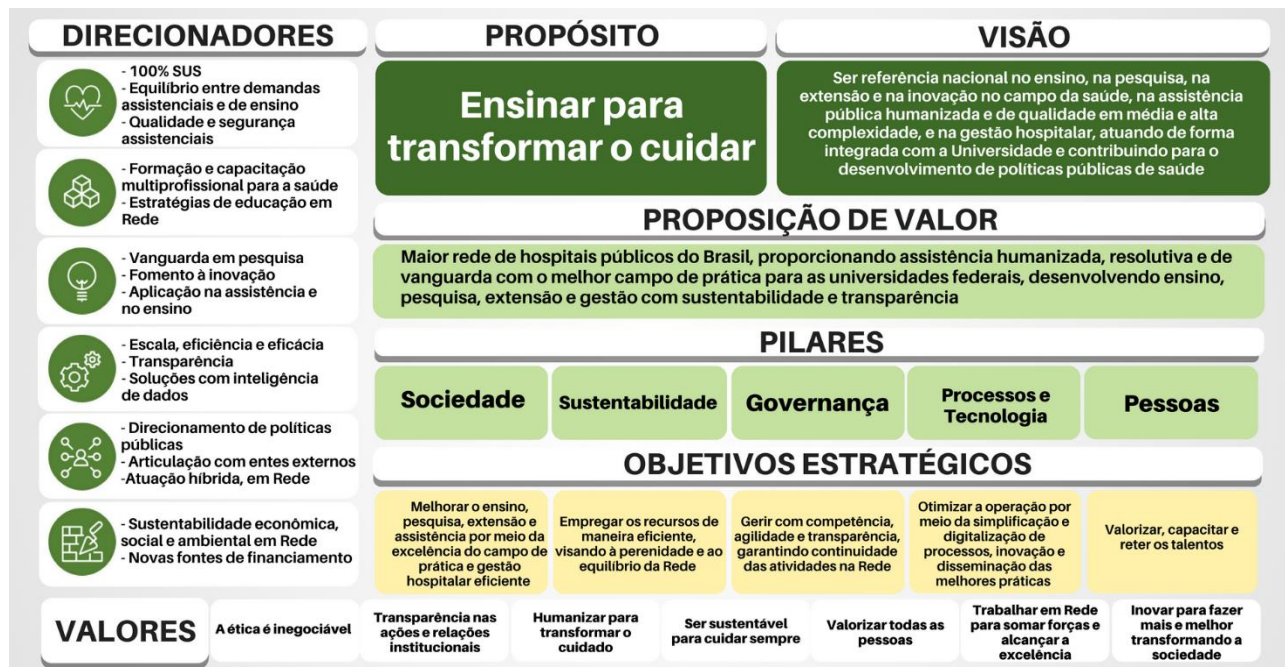 DIRECIONADORES
- 100% SUS
- Equilíbrio entre demandas
assistenciais e de ensino
- Qualidade e segurança
assistenciais
- Formação e capacitação
multiprofissional para a saúde
- Estratégias de educação em
Rede
- Vanguarda em pesquisa
- Fomento à inovação
- Aplicação na assistência e
no ensino
- Escala, eficiência e eficácia
- Transparência
- Soluções com inteligência
de dados
- Direcionamento de políticas
públicas
- Articulação com entes externos
-Atuação híbrida, em Rede
- Sustentabilidade econômica,
social e ambiental em Rede
- Novas fontes de financiamento
PROPÓSITO
Ensinar para
transformar o cuidar
VISÃO
Ser referência nacional no ensino, na pesquisa, na
extensão e na inovação no campo da saúde, na assistência
pública humanizada e de qualidade em média e alta
complexidade, e na gestão hospitalar, atuando de forma
integrada com a Universidade e contribuindo para o
desenvolvimento de políticas públicas de saúde
PROPOSIÇÃO DE VALOR
Maior rede de hospitais públicos do Brasil, proporcionando assistência humanizada, resolutiva e de
vanguarda com o melhor campo de prática para as universidades federais, desenvolvendo ensino,
pesquisa, extensão e gestão com sustentabilidade e transparência
PILARES
Sociedade
Sustentabilidade
Governança
Processos e
Tecnologia
Pessoas
OBJETIVOS ESTRATÉGICOS
Melhorar o ensino,
pesquisa, extensão e
assistência por meio da
excelência do campo de
prática e gestão
hospitalar eficiente
Empregar os recursos de
maneira eficiente,
visando à perenidade e ao
equilíbrio da Rede
Gerir com competência,
agilidade e transparência,
garantindo continuidade
das atividades na Rede
Otimizar a operação por
meio da simplificação e
digitalização de
processos, inovação e
disseminação das
melhores práticas
Valorizar, capacitar e
reter os talentos
VALORES
A ética é inegociável
Transparência nas
ações e relações
institucionais
Humanizar para
transformar o
cuidado
Ser sustentável
para cuidar sempre
Valorizar todas as
pessoas
Trabalhar em Rede
para somar forças e
alcançar a
excelência
Inovar para fazer
mais e melhor
transformando a
sociedade